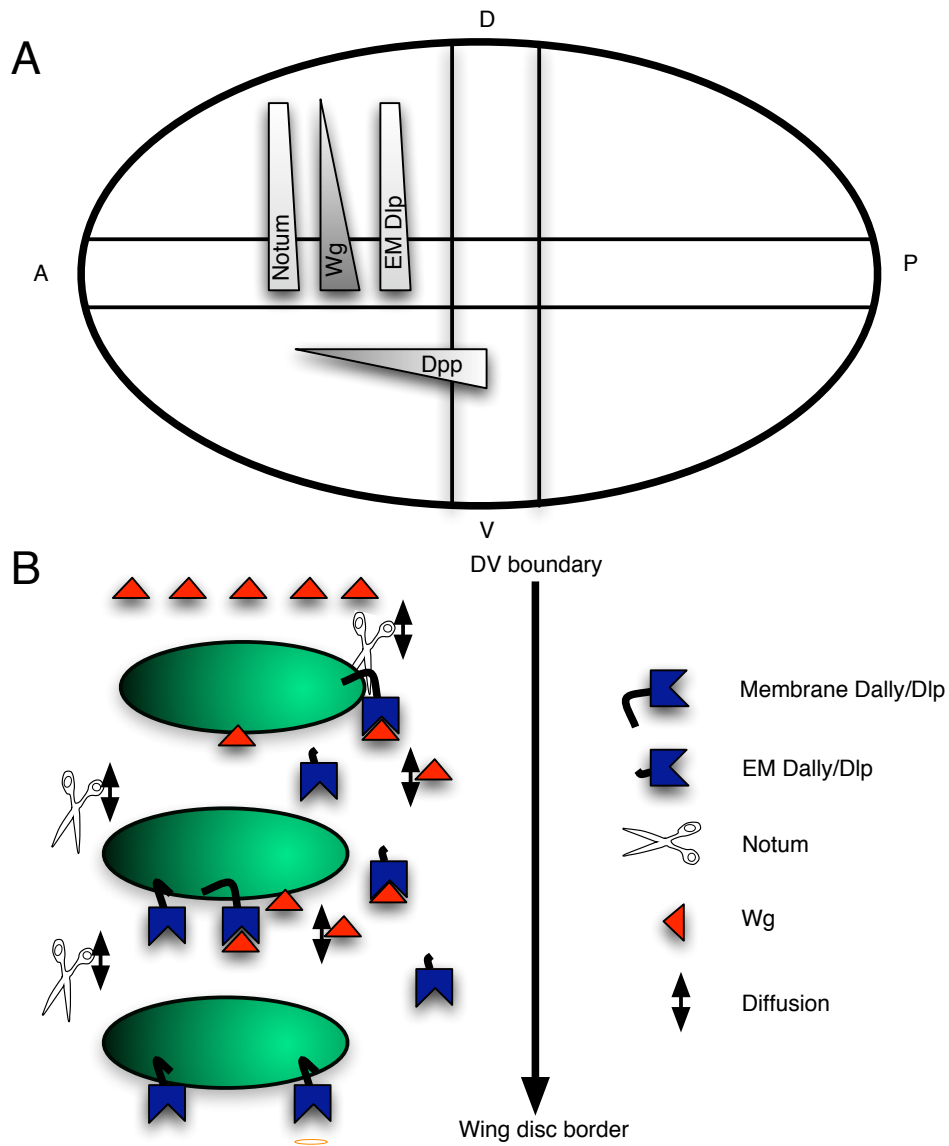 A
D
Notum
Wg
EM Dlp
A
P
Dpp
V
B
DV boundary
Membrane Dally/Dlp
EM Dally/Dlp
Notum
Wg
Diffusion
Wing disc border